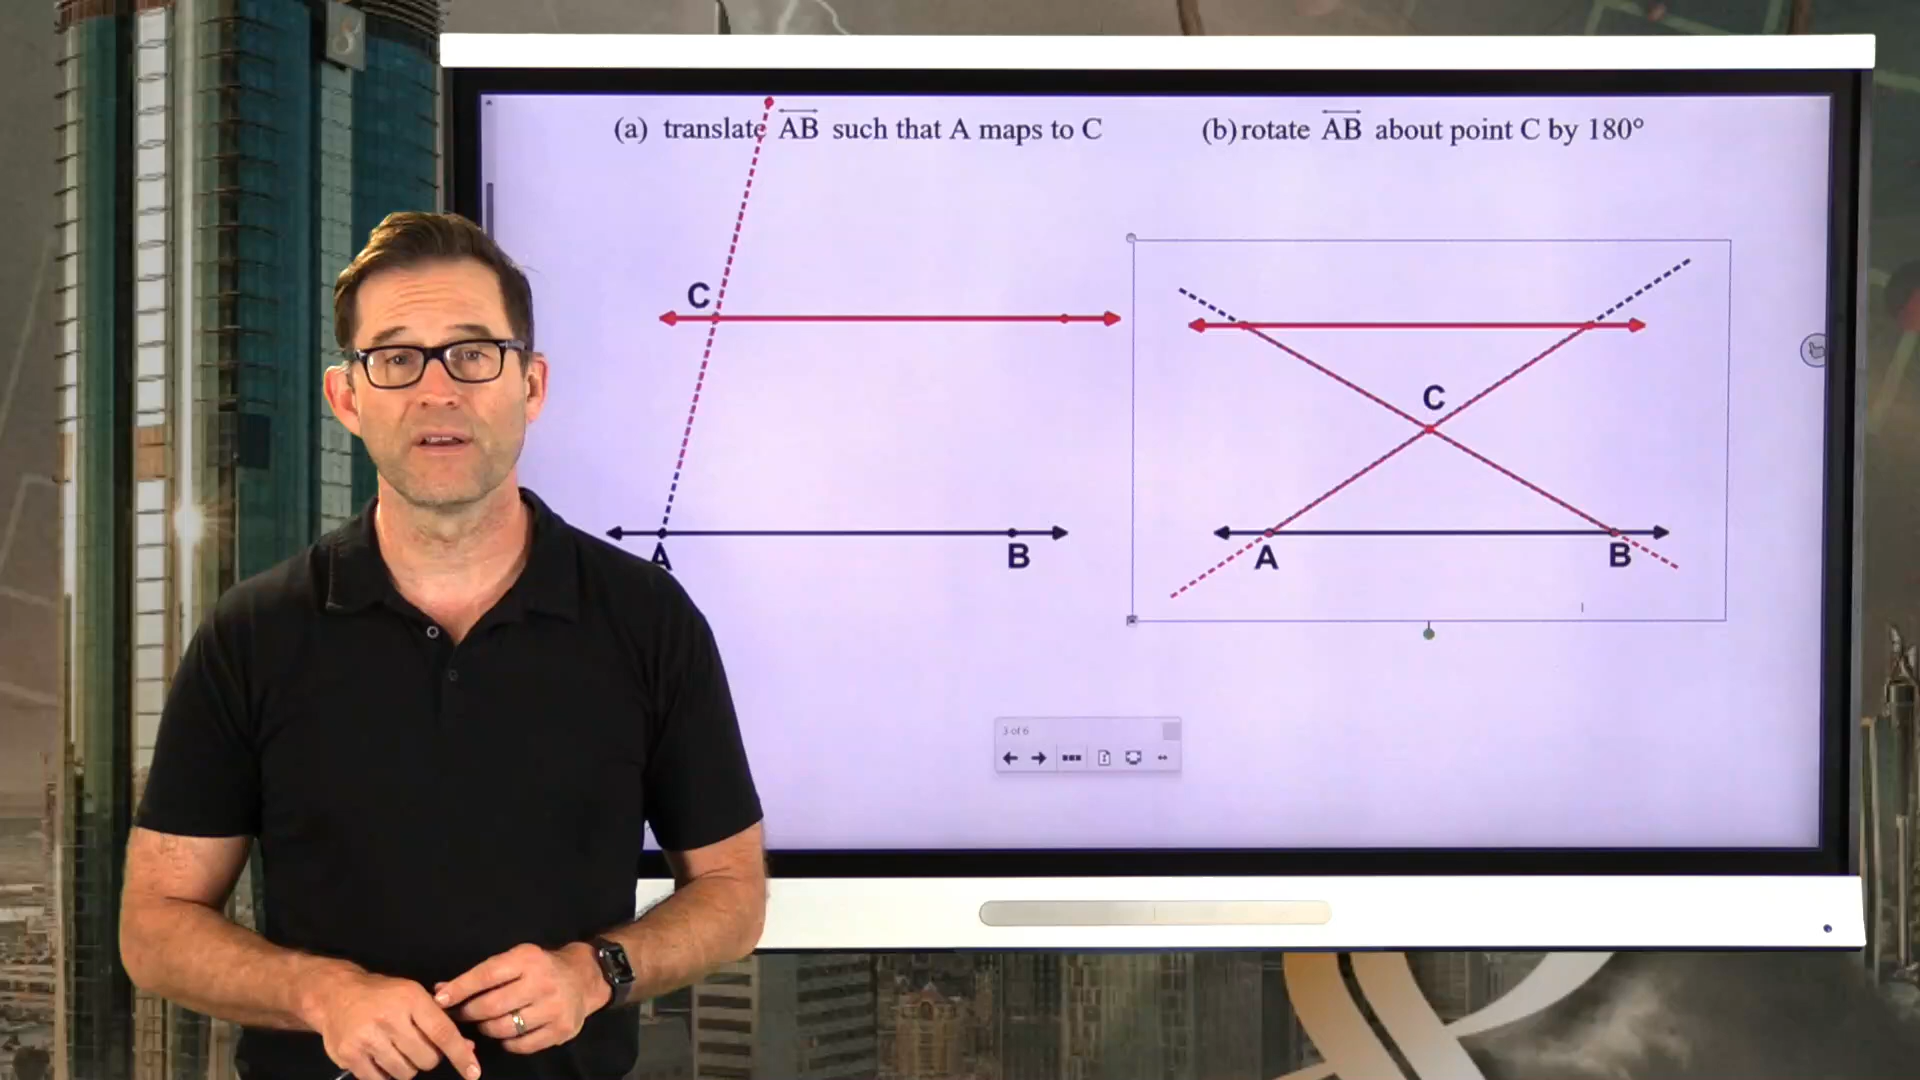 (a) translate AB such that A maps to C
(b) rotate AB about point C by 180°
C
A
B
C
A
B
3 of 6